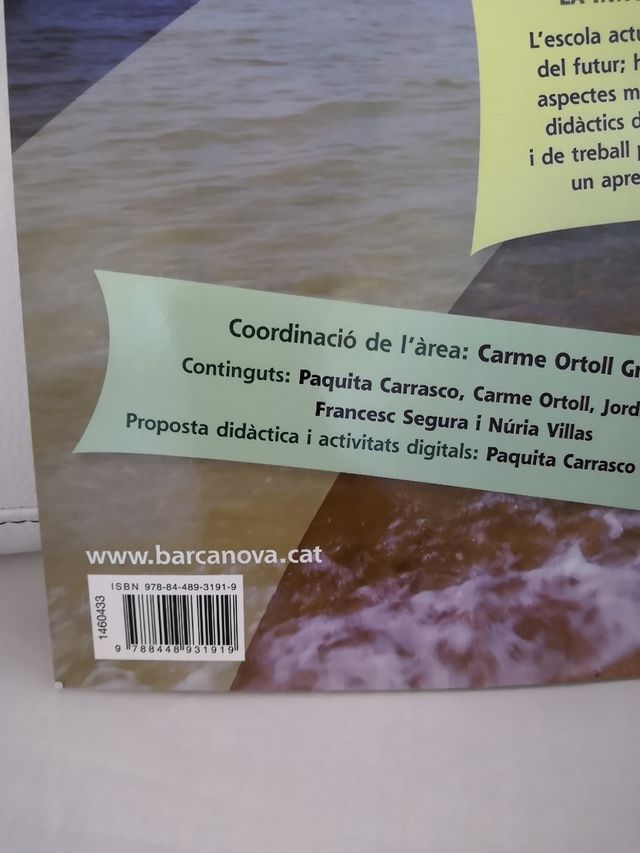 L'escola
del futur;
aspectes
didàctics
i de treball
un
Coordinació de l'àrea: Carme Ortoll
Continguts: Paquita Carrasco, Carme Ortoll,
Francesc Segura i Núria Villas
Proposta didàctica i activitats digitals: Paquita Carrasco
www.barcanova.cat
ISBN 978-84-489-3191-9
1460433
9 788448 931919